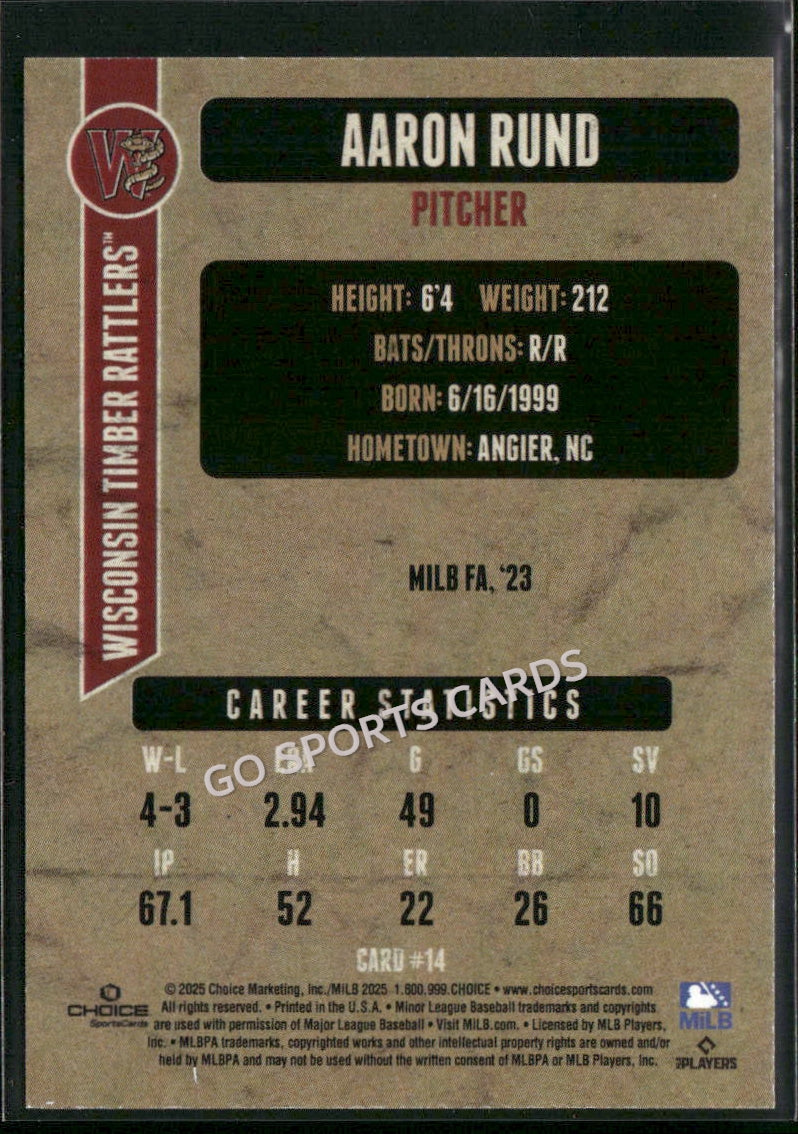 AARON RUND
PITCHER
WISCONSIN TIMBER RATTLERS™
HEIGHT: 6'4 WEIGHT: 212
BATS/THRONS: R/R
BORN: 6/16/1999
HOMETOWN: ANGIER, NC
MILB FA, '23
CAREER STATISTICS
GO SPORTS CARDS
W-L ERA G GS SV
4-3 2.94 49 0 10
IP H ER BB SO
67.1 52 22 26 66
CARD #14
© 2025 Choice Marketing, Inc./MiLB 2025 1.800.999.CHOICE • www.choicesportscards.com
All rights reserved. • Printed in the U.S.A. • Minor League Baseball trademarks and copyrights
are used with permission of Major League Baseball • Visit MiLB.com. • Licensed by MLB Players,
Inc. • MLBPA trademarks, copyrighted works and other intellectual property rights are owned and/or
held by MLBPA and may not be used without the written consent of MLBPA or MLB Players, Inc.
CHOICE
SportsCards
MiLB
PLAYERS